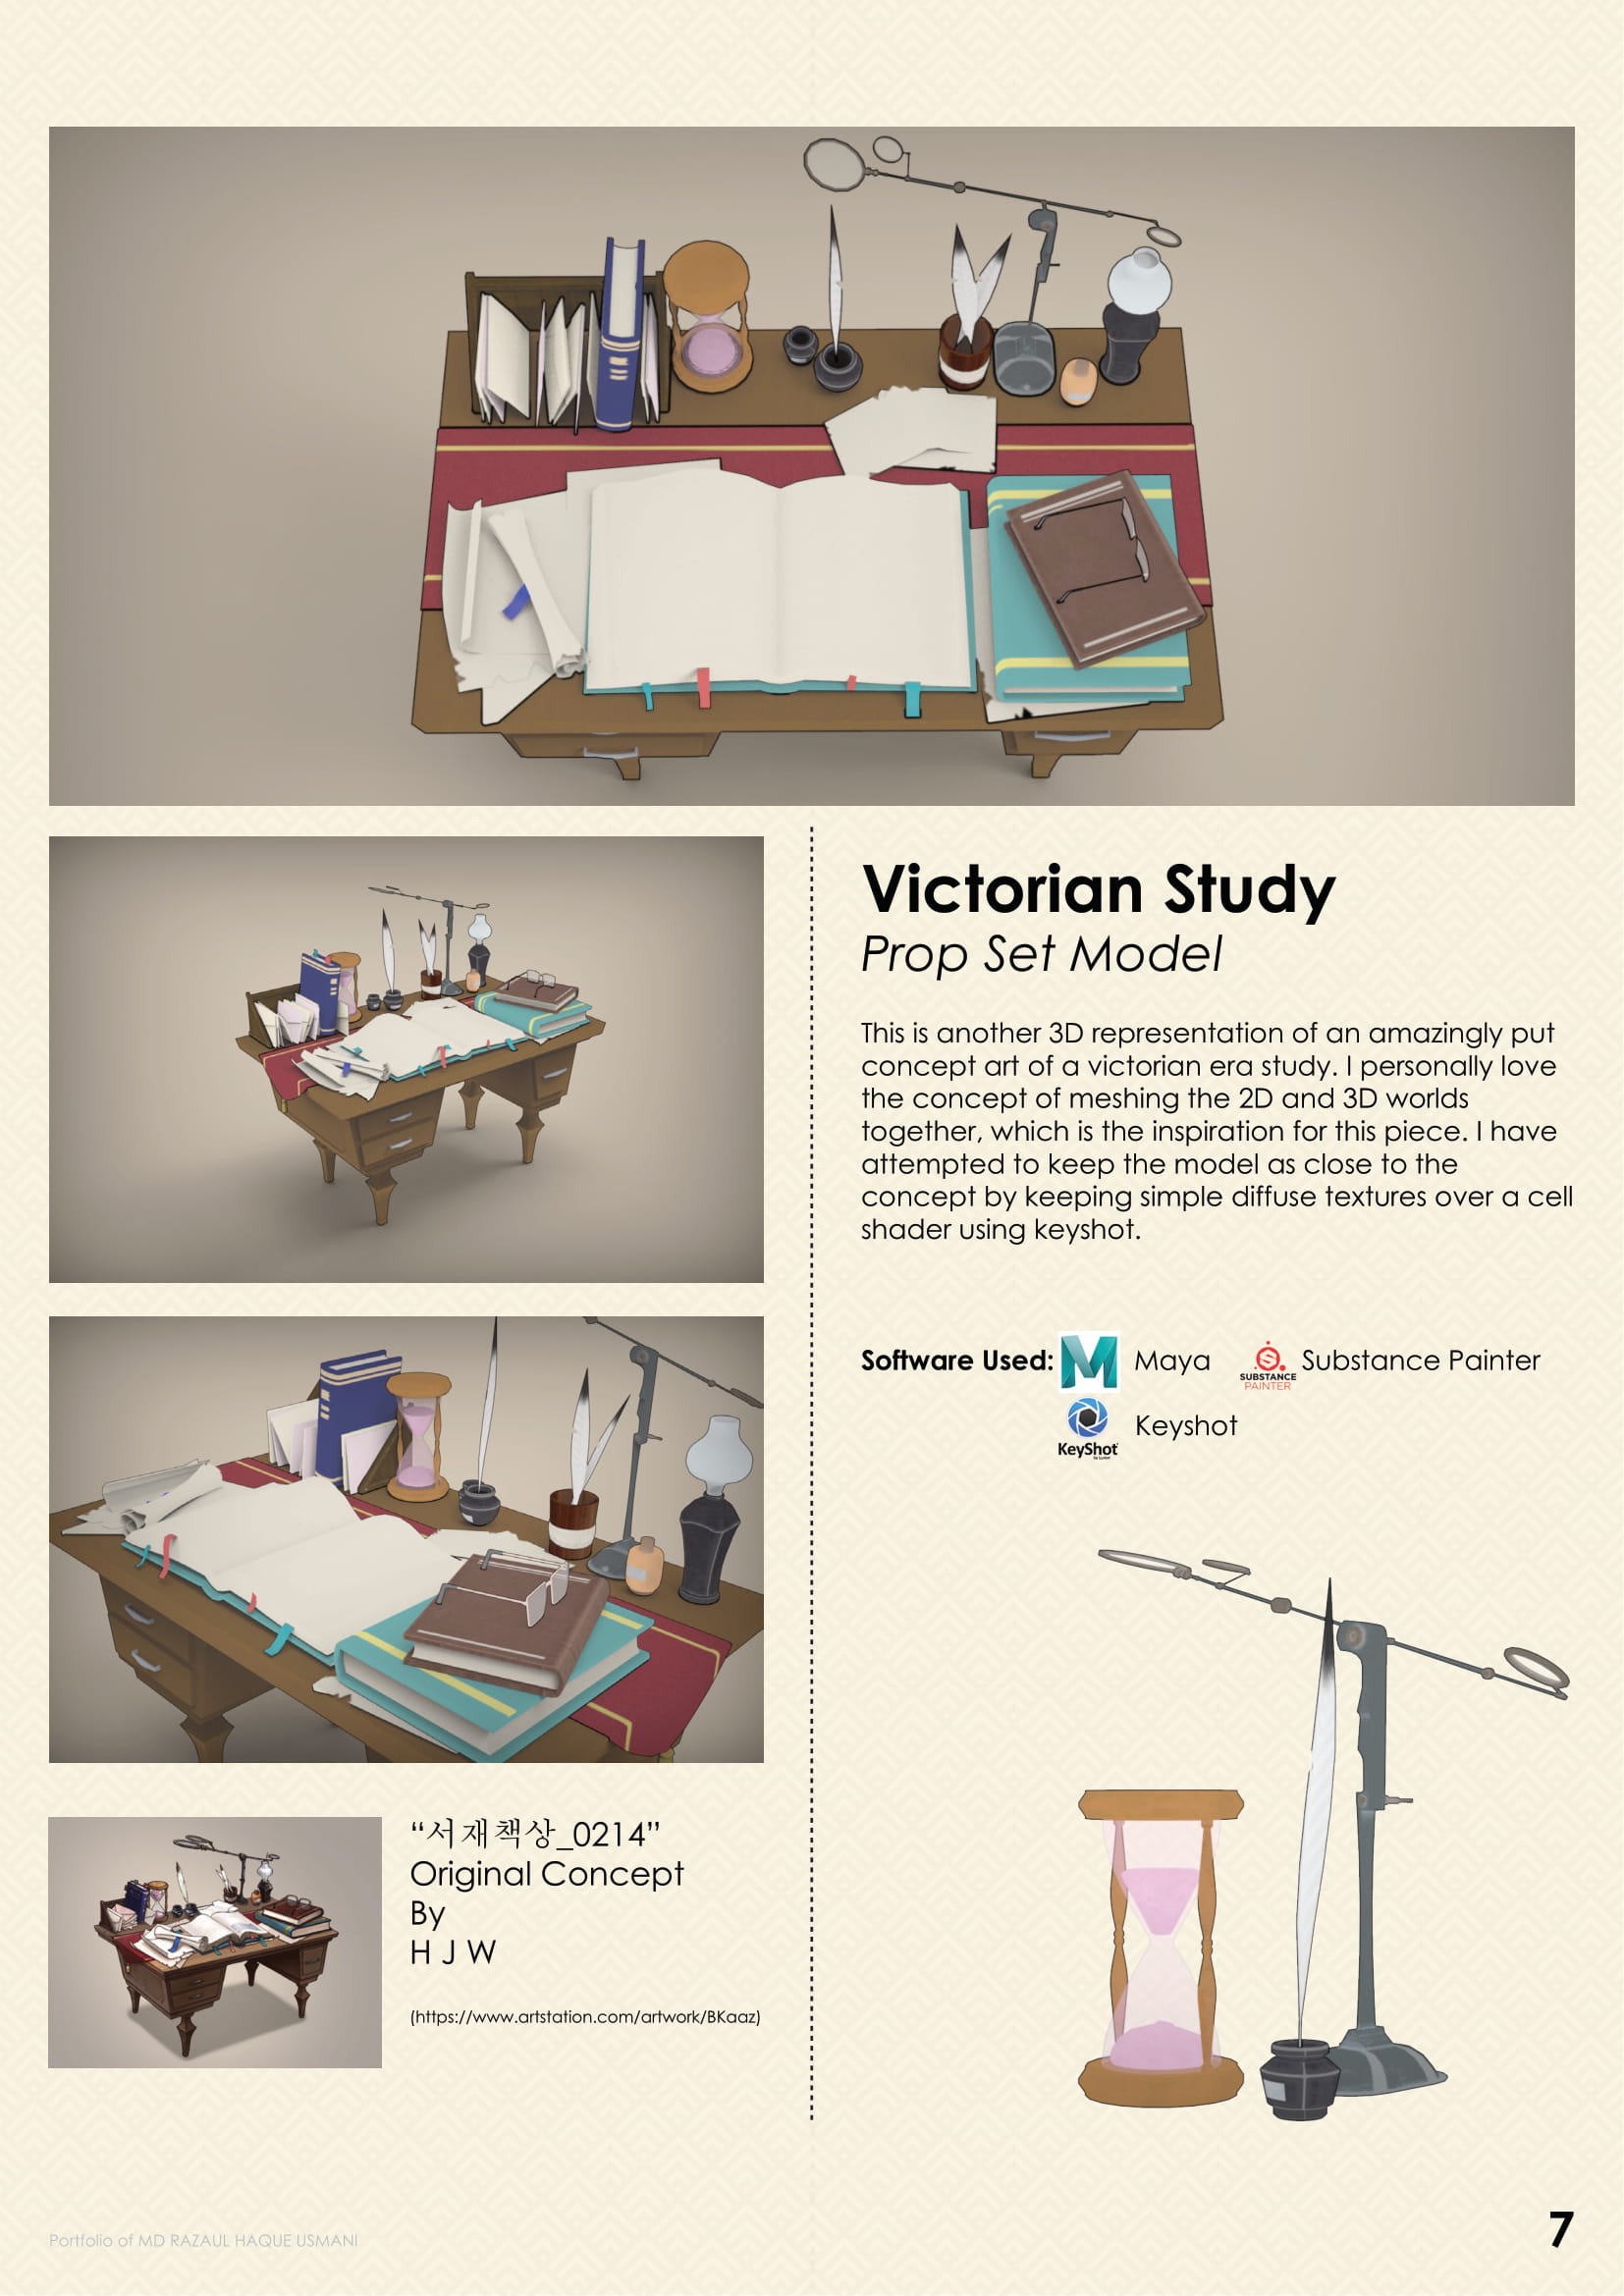 Victorian Study
Prop Set Model
This is another 3D representation of an amazingly put
concept art of a victorian era study. I personally love
the concept of meshing the 2D and 3D worlds
together, which is the inspiration for this piece. I have
attempted to keep the model as close to the
concept by keeping simple diffuse textures over a cell
shader using keyshot.
Software Used: Maya SUBSTANCE PAINTER Substance Painter
KeyShot Keyshot
“서재책상_0214”
Original Concept
By
H J W
(https://www.artstation.com/artwork/BKaaz)
Portfolio of MD RAZAUL HAQUE USMANI
7